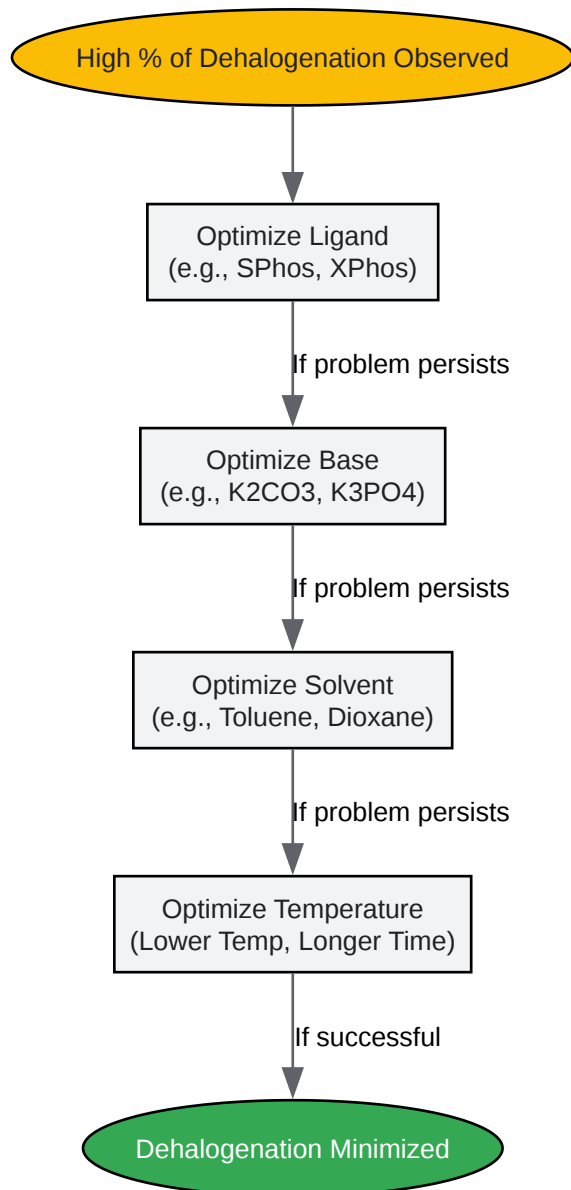 High % of Dehalogenation Observed
Optimize Ligand
(e.g., SPhos, XPhos)
If problem persists
Optimize Base
(e.g., K2CO3, K3PO4)
If problem persists
Optimize Solvent
(e.g., Toluene, Dioxane)
If problem persists
Optimize Temperature
(Lower Temp, Longer Time)
If successful
Dehalogenation Minimized